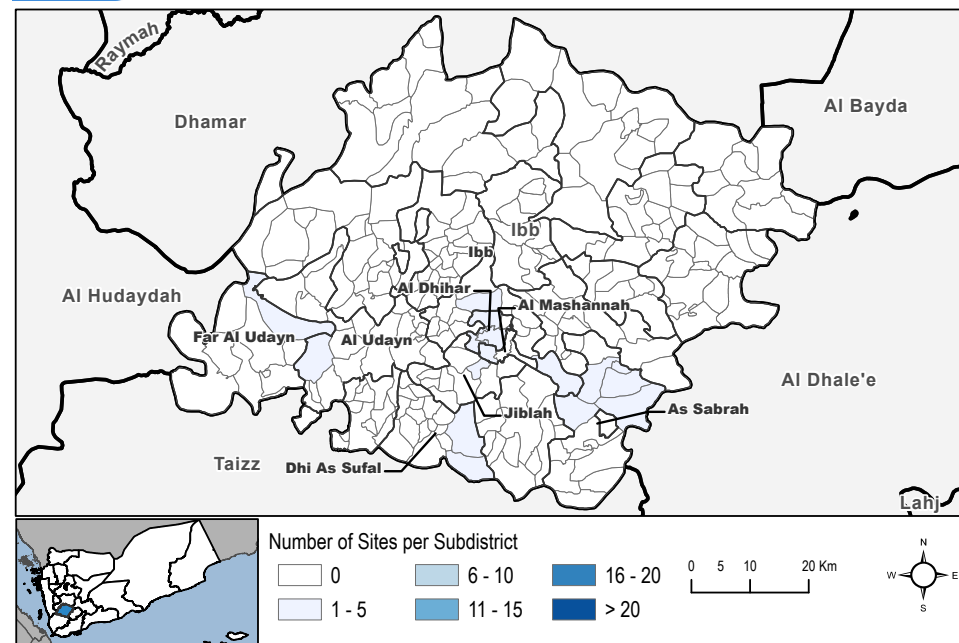 Raymah
Dhamar
Al Bayda
Ibb
Ibb
Al Hudaydah
Al Dhihar
Al Mashannah
Far Al Udayn
Al Udayn
Al Dhale'e
Jiblah
As Sabrah
Taizz
Dhi As Sufal
Lahj
Number of Sites per Subdistrict
0
6 - 10
16 - 20
1 - 5
11 - 15
> 20
0 5 10 20 Km
N
W E
S